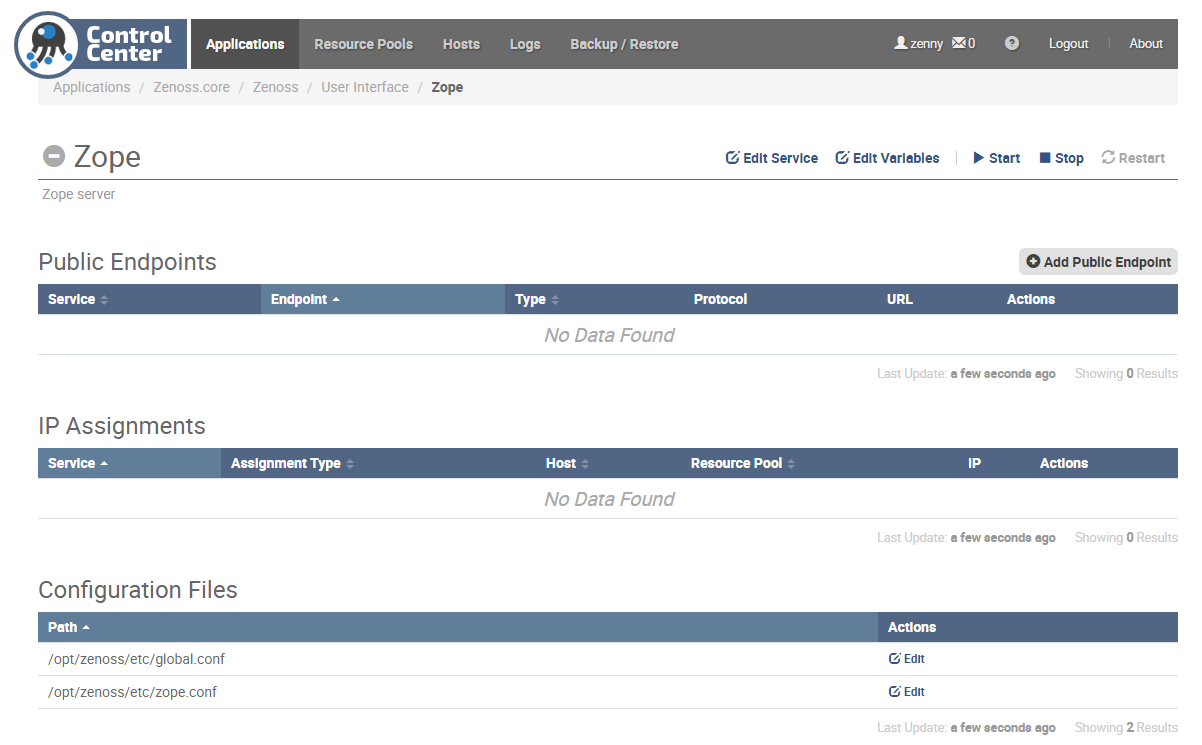 Control Center Applications Resource Pools Hosts Logs Backup / Restore zenny 0 ? Logout | About
Applications / Zenoss.core / Zenoss / User Interface / Zope
Zope Edit Service Edit Variables | Start Stop Restart
Zope server
Public Endpoints Add Public Endpoint
Service Endpoint Type Protocol URL Actions
No Data Found
Last Update: a few seconds ago Showing 0 Results
IP Assignments
Service Assignment Type Host Resource Pool IP Actions
No Data Found
Last Update: a few seconds ago Showing 0 Results
Configuration Files
Path Actions
/opt/zenoss/etc/global.conf Edit
/opt/zenoss/etc/zope.conf Edit
Last Update: a few seconds ago Showing 2 Results